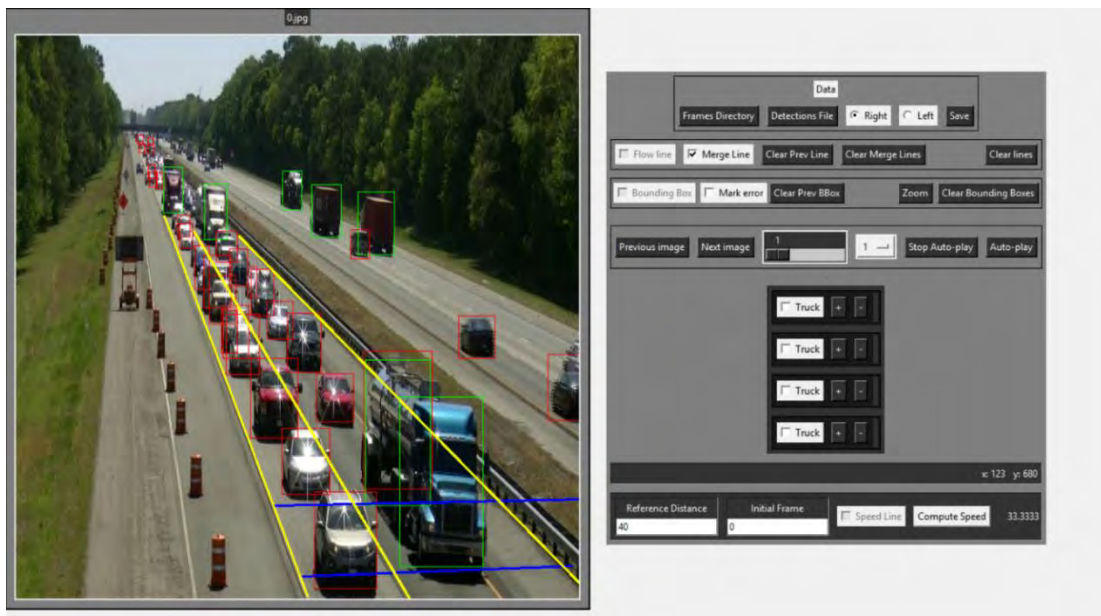 0.jpg
Data
Frames Directory Detections File Right Left Save
Flow line Merge Line Clear Prev Line Clear Merge Lines Clear lines
Bounding Box Mark error Clear Prev BBox Zoom Clear Bounding Boxes
1
Previous image Next image 1 Stop Auto-play Auto-play
Truck + -
Truck + -
Truck + -
Truck + -
x: 123 y: 680
Reference Distance Initial Frame
40 0 Speed Line Compute Speed 33.3333